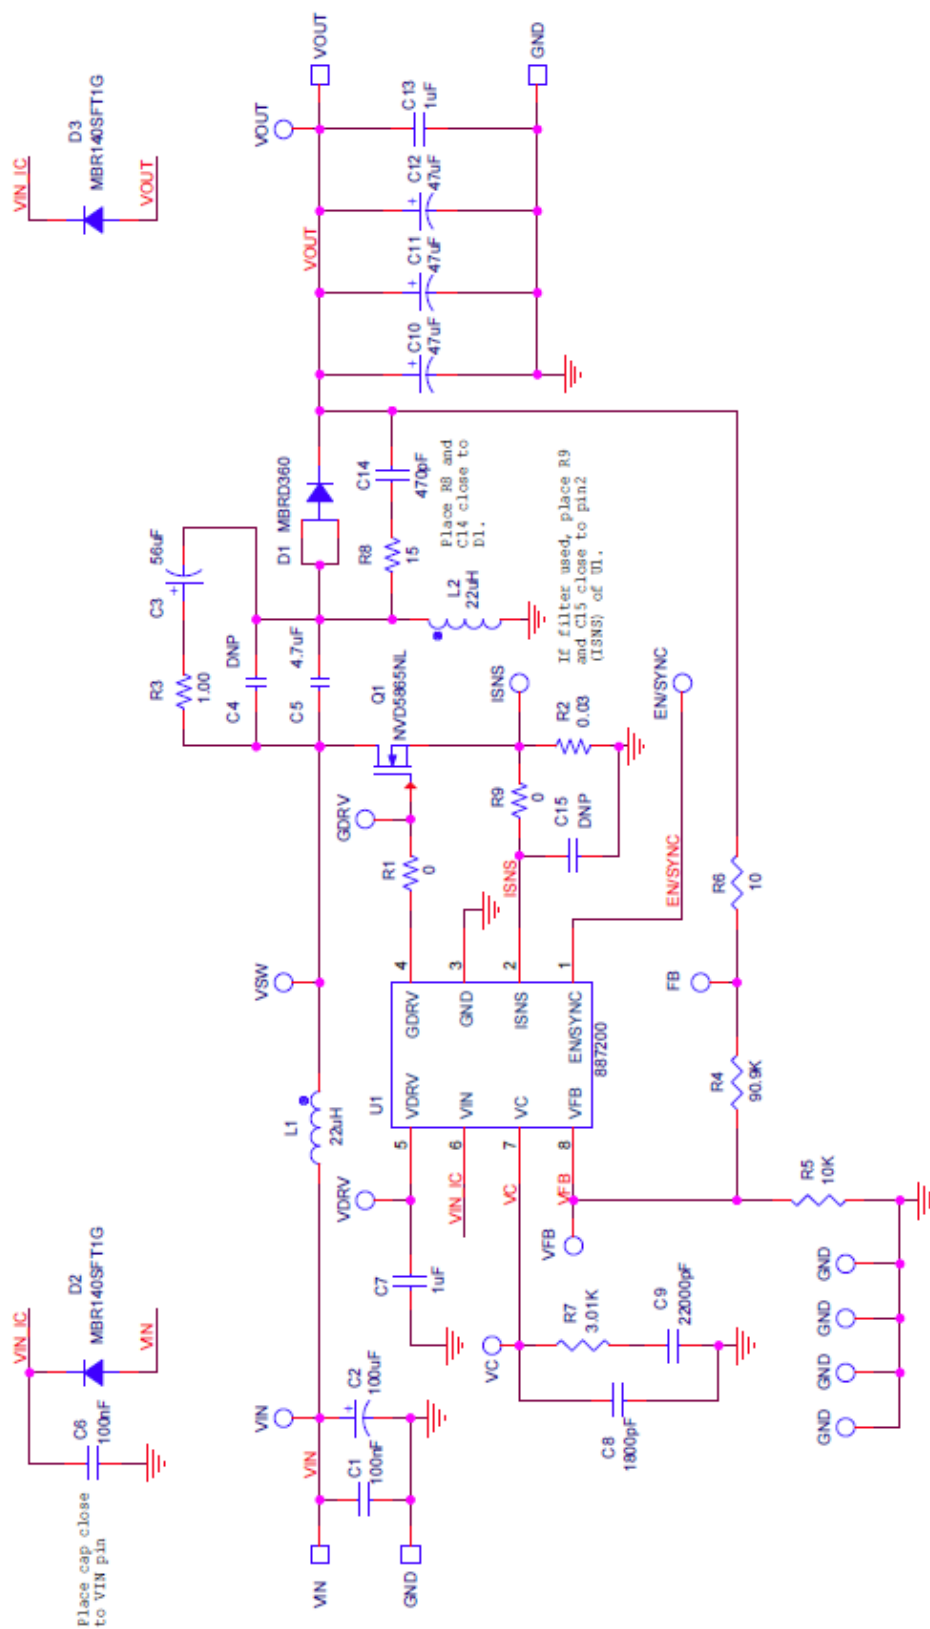 Place cap close
to VIN pin
C6
100nF
VIN_IC
D2
MBR140SFT1G
VIN
VIN_IC
D3
MBR140SFT1G
VOUT
R3
1.00
C3
56uF
C4
DNP
C5
4.7uF
D1 MBRD360
VIN
VIN
VIN
L1
22uH
VSW
VOUT
VOUT
VOUT
R8
15
C14
470pF
Place R8 and
C14 close to
D1.
L2
22uH
C10
47uF
C11
47uF
C12
47uF
C13
1uF
GND
C1
100nF
C2
100uF
GND
VDRV
C7
1uF
U1
VDRV
VIN
VC
VFB
GDRV
GND
ISNS
EN/SYNC
887200
5
6
7
8
4
3
2
1
VIN_IC
VC
VFB
GDRV
R1
0
Q1
NVD5865NL
ISNS
ISNS
R9
0
R2
0.03
C15
DNP
If filter used, place R9
and C15 close to pin2
(ISNS) of U1.
EN/SYNC
EN/SYNC
VC
R7
3.01K
C9
22000pF
C8
1800pF
VFB
R4
90.9K
FB
R6
10
R5
10K
GND
GND
GND
GND